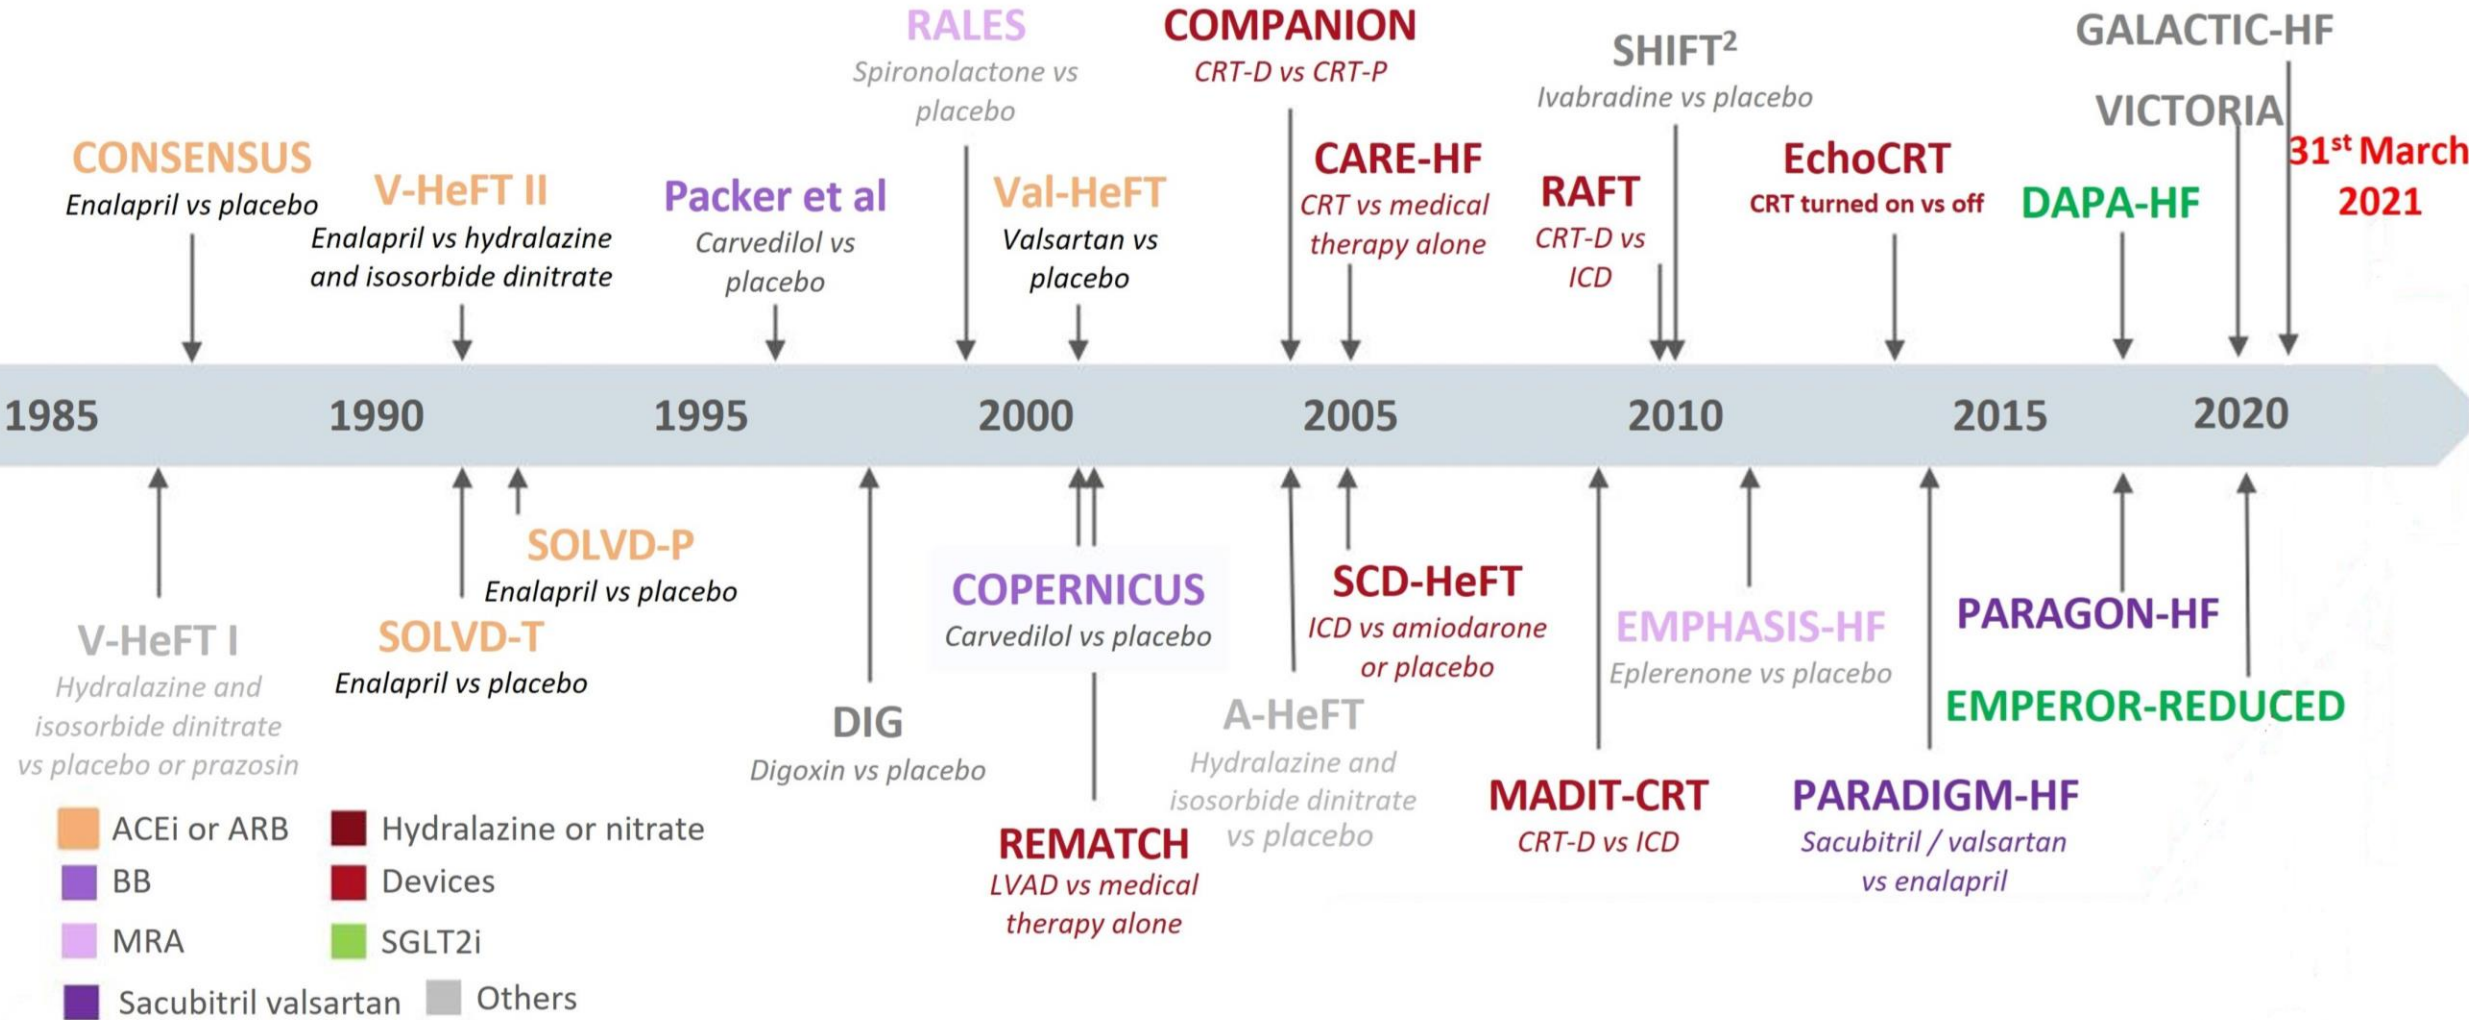 RALES
Spironolactone vs
placebo
COMPANION
CRT-D vs CRT-P
SHIFT²
Ivabradine vs placebo
GALACTIC-HF
VICTORIA
31st March
2021
CONSENSUS
Enalapril vs placebo
V-HeFT II
Enalapril vs hydralazine
and isosorbide dinitrate
Packer et al
Carvedilol vs
placebo
Val-HeFT
Valsartan vs
placebo
CARE-HF
CRT vs medical
therapy alone
RAFT
CRT-D vs
ICD
EchoCRT
CRT turned on vs off
DAPA-HF
1985 1990 1995 2000 2005 2010 2015 2020
V-HeFT I
Hydralazine and
isosorbide dinitrate
vs placebo or prazosin
SOLVD-P
Enalapril vs placebo
SOLVD-T
Enalapril vs placebo
DIG
Digoxin vs placebo
COPERNICUS
Carvedilol vs placebo
REMATCH
LVAD vs medical
therapy alone
A-HeFT
Hydralazine and
isosorbide dinitrate
vs placebo
SCD-HeFT
ICD vs amiodarone
or placebo
MADIT-CRT
CRT-D vs ICD
EMPHASIS-HF
Eplerenone vs placebo
PARADIGM-HF
Sacubitril / valsartan
vs enalapril
PARAGON-HF
EMPEROR-REDUCED
ACEi or ARB
Hydralazine or nitrate
BB
Devices
MRA
SGLT2i
Sacubitril valsartan
Others